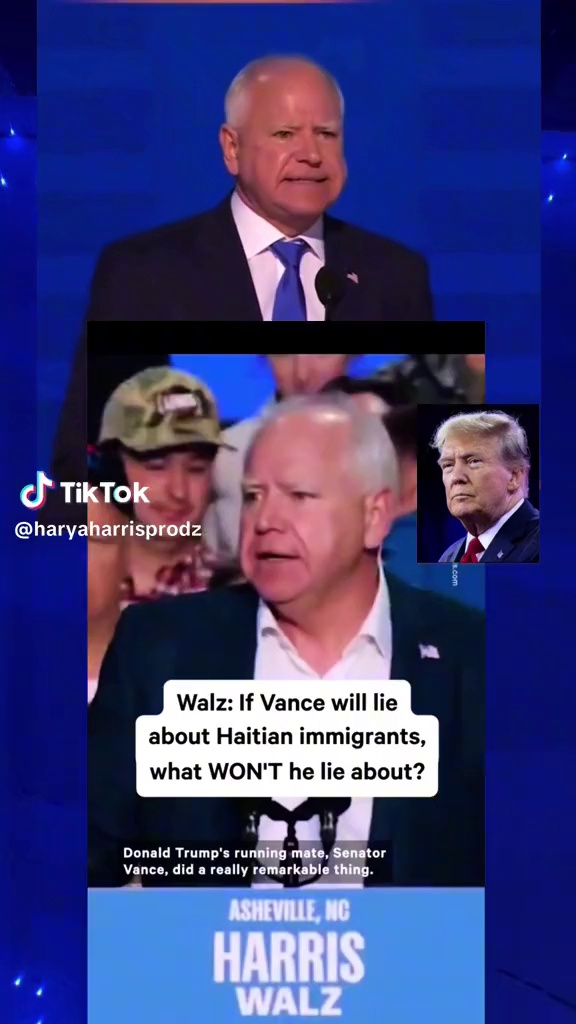 TikTok
@haryaharrisprodz
Walz: If Vance will lie
about Haitian immigrants,
what WON'T he lie about?
Donald Trump's running mate, Senator
Vance, did a really remarkable thing.
ASHEVILLE, NC
HARRIS
WALZ